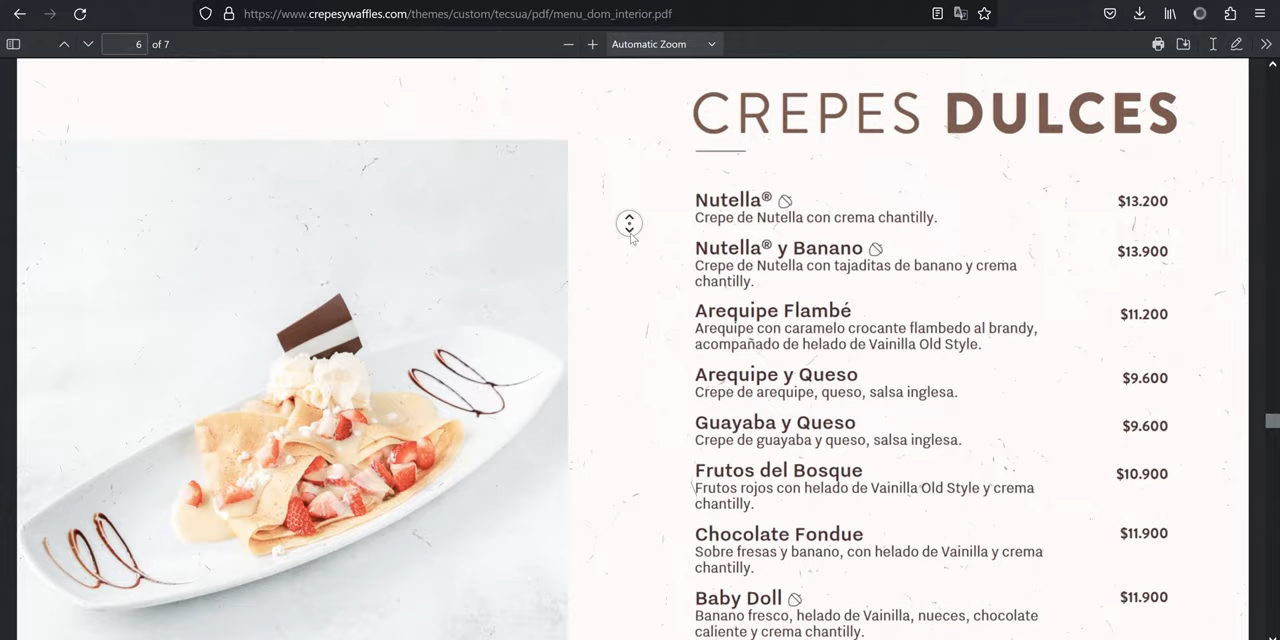 https://www.crepesywaffles.com/themes/custom/tecsua/pdf/menu_dom_interior.pdf
6 of 7
Automatic Zoom
CREPES DULCES
Nutella® $13.200
Crepe de Nutella con crema chantilly.
Nutella® y Banano $13.900
Crepe de Nutella con tajaditas de banano y crema
chantilly.
Arequipe Flambé $11.200
Arequipe con caramelo crocante flambedo al brandy,
acompañado de helado de Vainilla Old Style.
Arequipe y Queso $9.600
Crepe de arequipe, queso, salsa inglesa.
Guayaba y Queso $9.600
Crepe de guayaba y queso, salsa inglesa.
Frutos del Bosque $10.900
Frutos rojos con helado de Vainilla Old Style y crema
chantilly.
Chocolate Fondue $11.900
Sobre fresas y banano, con helado de Vainilla y crema
chantilly.
Baby Doll $11.900
Banano fresco, helado de Vainilla, nueces, chocolate
caliente y crema chantilly.